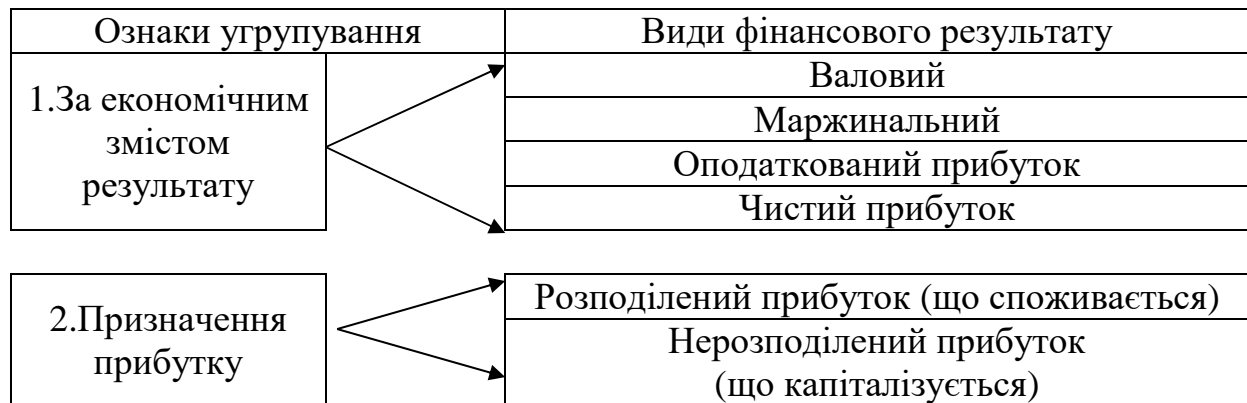 Ознаки угрупування
Види фінансового результату
1.За економічним
змістом
результату
Валовий
Маржинальний
Оподаткований прибуток
Чистий прибуток
2.Призначення
прибутку
Розподілений прибуток (що споживається)
Нерозподілений прибуток
(що капіталізується)